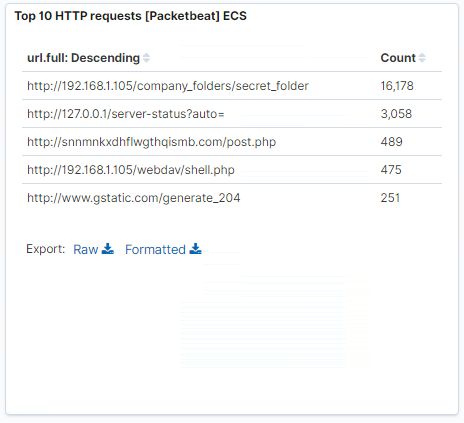 Top 10 HTTP requests [Packetbeat] ECS
url.full: Descending Count
http://192.168.1.105/company_folders/secret_folder 16,178
http://127.0.0.1/server-status?auto= 3,058
http://snnmnkxdhflwgthqismb.com/post.php 489
http://192.168.1.105/webdav/shell.php 475
http://www.gstatic.com/generate_204 251
Export: Raw Formatted